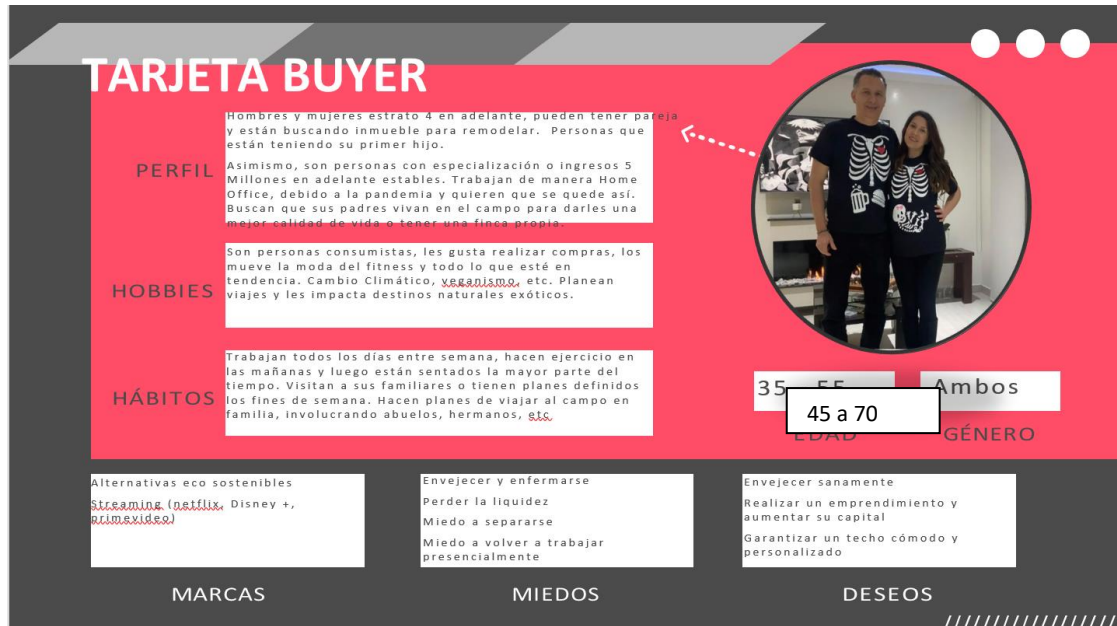 TARJETA BUYER
PERFIL
Hombres y mujeres estrato 4 en adelante, pueden tener pareja
y están buscando inmueble para remodelar. Personas que
están teniendo su primer hijo.
Asimismo, son personas con especialización o ingresos 5
Millones en adelante estables. Trabajan de manera Home
Office, debido a la pandemia y quieren que se quede así.
Buscan que sus padres vivan en el campo para darles una
mejor calidad de vida o tener una finca propia.
HOBBIES
Son personas consumistas, les gusta realizar compras, los
mueve la moda del fitness y todo lo que esté en
tendencia. Cambio Climático, veganismo, etc. Planean
viajes y les impacta destinos naturales exóticos.
HÁBITOS
Trabajan todos los días entre semana, hacen ejercicio en
las mañanas y luego están sentados la mayor parte del
tiempo. Visitan a sus familiares o tienen planes definidos
los fines de semana. Hacen planes de viajar al campo en
familia, involucrando abuelos, hermanos, etc
35 55
45 a 70
EDAD
Ambos
GÉNERO
Alternativas eco sostenibles
Streaming (netflix, Disney +,
primevideo)
MARCAS
Envejecer y enfermarse
Perder la liquidez
Miedo a separarse
Miedo a volver a trabajar
presencialmente
MIEDOS
Envejecer sanamente
Realizar un emprendimiento y
aumentar su capital
Garantizar un techo cómodo y
personalizado
DESEOS